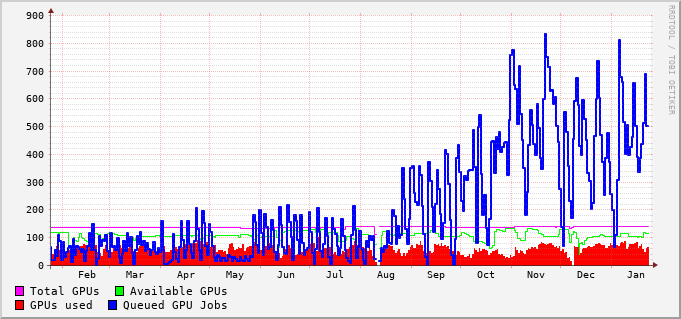 900
800
700
600
500
400
300
200
100
0
Feb Mar Apr May Jun Jul Aug Sep Oct Nov Dec Jan
Total GPUs Available GPUs
GPUs used Queued GPU Jobs
RRDTOOL / TOBI OETIKER